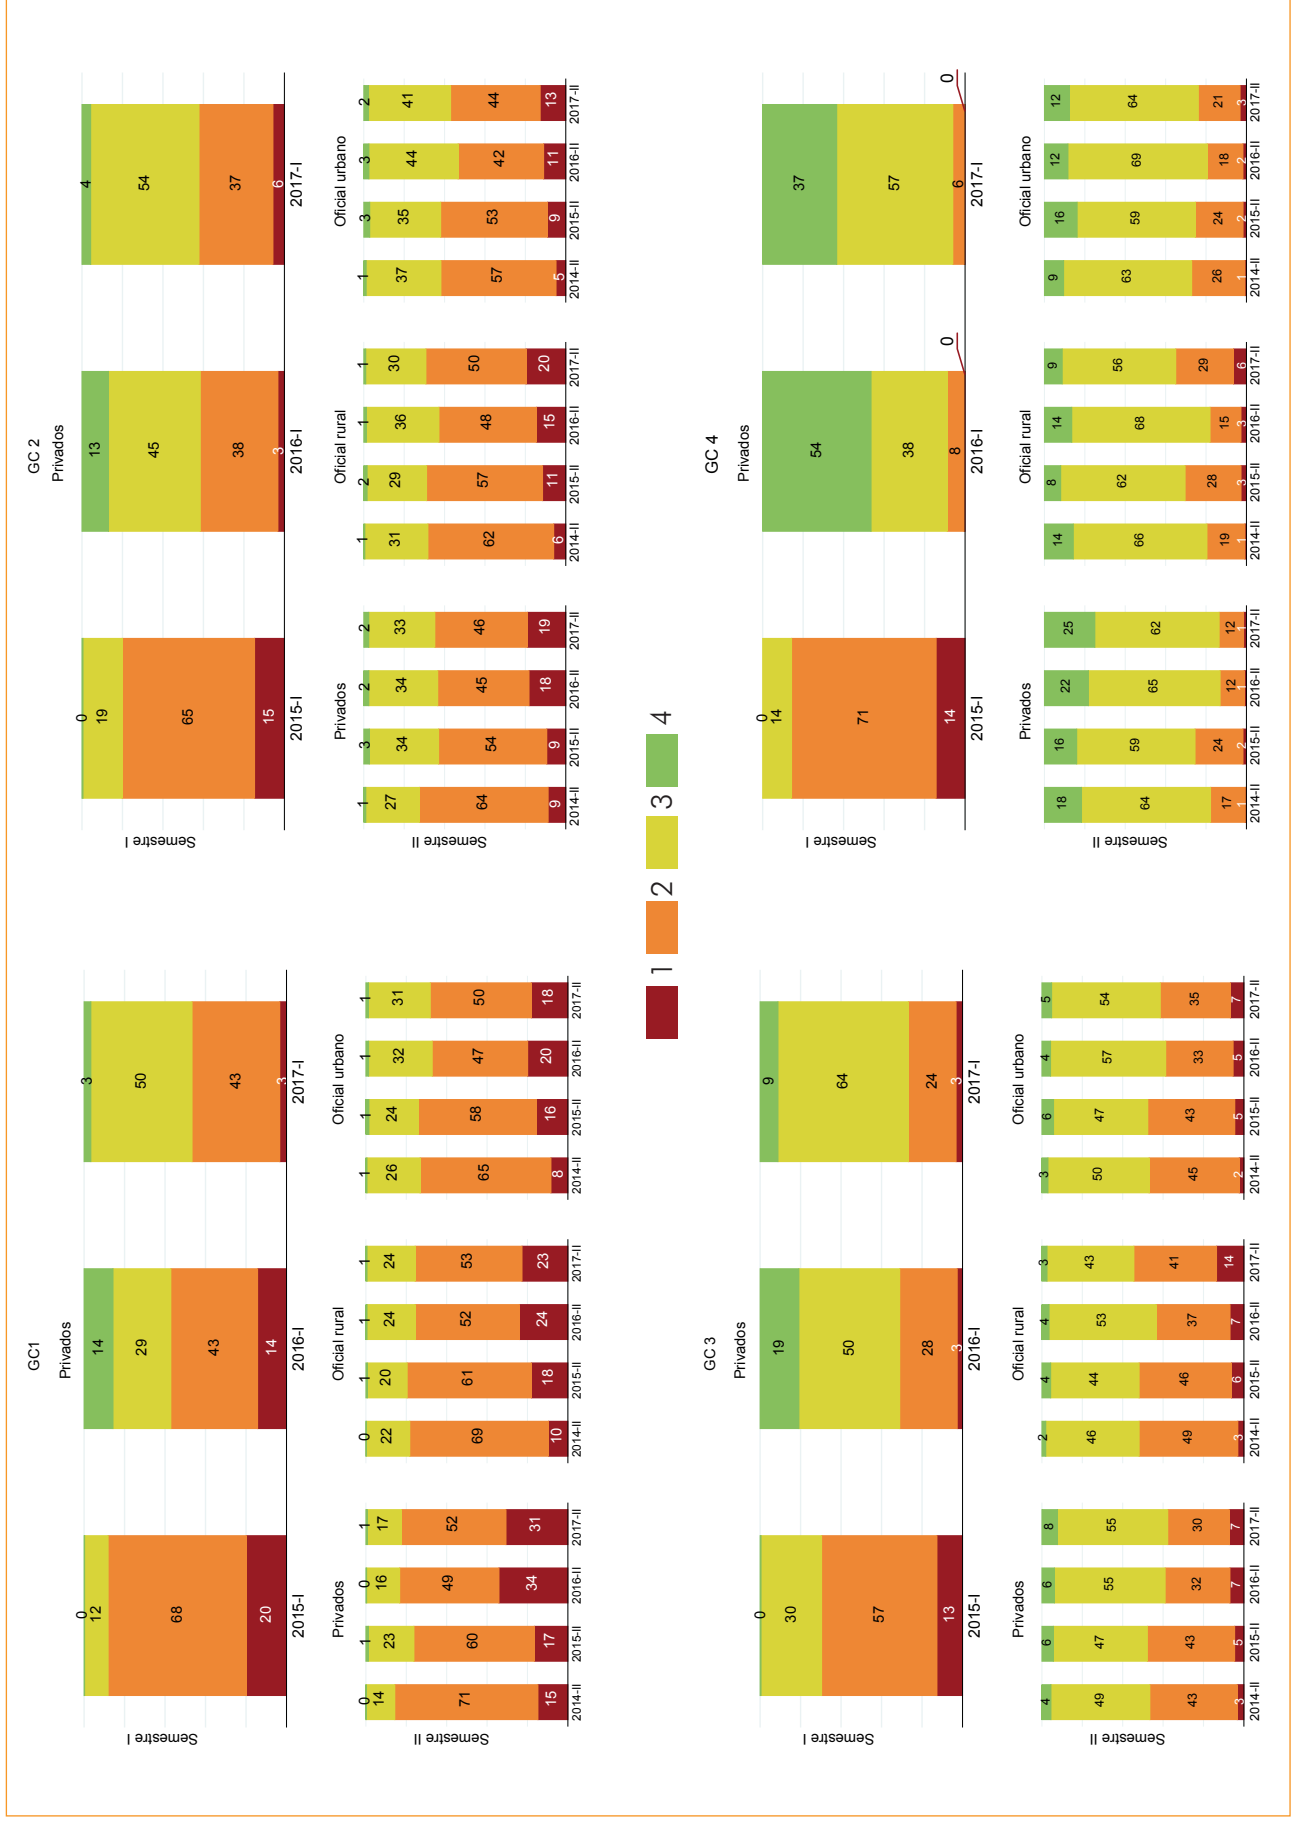 GC1
Privados
Semestre I
0
12
68
20
2015-I
14
29
43
14
2016-I
3
50
43
3
2017-I
Semestre II
Privados
0
14
71
15
2014-II
1
23
60
17
2015-II
0
16
49
34
2016-II
1
17
52
31
2017-II
Oficial rural
0
22
69
10
2014-II
1
20
61
18
2015-II
1
24
52
24
2016-II
1
24
53
23
2017-II
Oficial urbano
1
26
65
8
2014-II
1
24
58
16
2015-II
1
32
47
20
2016-II
1
31
50
18
2017-II
GC 2
Privados
Semestre I
0
19
65
15
2015-I
13
45
38
3
2016-I
4
54
37
6
2017-I
Semestre II
Privados
1
27
64
9
2014-II
3
34
54
9
2015-II
2
34
45
18
2016-II
2
33
46
19
2017-II
Oficial rural
1
31
62
6
2014-II
2
29
57
11
2015-II
1
36
48
15
2016-II
1
30
50
20
2017-II
Oficial urbano
1
37
57
5
2014-II
3
35
53
9
2015-II
3
44
42
11
2016-II
2
41
44
13
2017-II
1 2 3 4
GC 3
Privados
Semestre I
0
30
57
13
2015-I
19
50
28
3
2016-I
9
64
24
3
2017-I
Semestre II
Privados
4
49
43
3
2014-II
6
47
43
5
2015-II
6
55
32
7
2016-II
8
55
30
7
2017-II
Oficial rural
2
46
49
3
2014-II
4
44
46
6
2015-II
4
53
37
7
2016-II
3
43
41
14
2017-II
Oficial urbano
3
50
45
2
2014-II
6
47
43
5
2015-II
4
57
33
5
2016-II
5
54
35
7
2017-II
GC 4
Privados
Semestre I
0
14
71
14
2015-I
54
38
8
0
2016-I
37
57
6
0
2017-I
Semestre II
Privados
18
64
17
1
2014-II
16
59
24
2
2015-II
22
65
12
1
2016-II
25
62
12
1
2017-II
Oficial rural
14
66
19
1
2014-II
8
62
28
3
2015-II
14
68
15
3
2016-II
9
56
29
6
2017-II
Oficial urbano
9
63
26
1
2014-II
16
59
24
2
2015-II
12
69
18
2
2016-II
12
64
21
3
2017-II